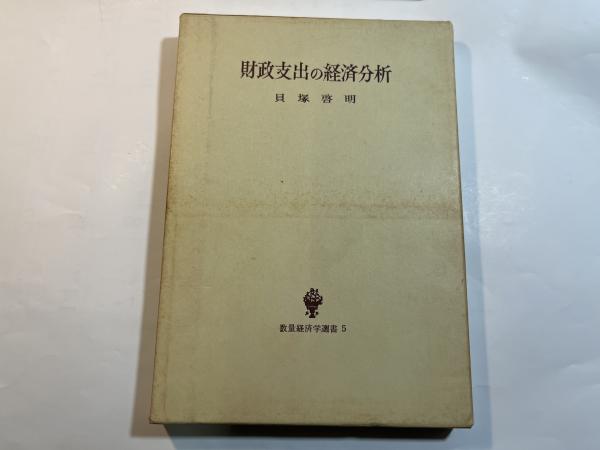 財政支出の経済分析
貝塚啓明
数量経済学選書 5